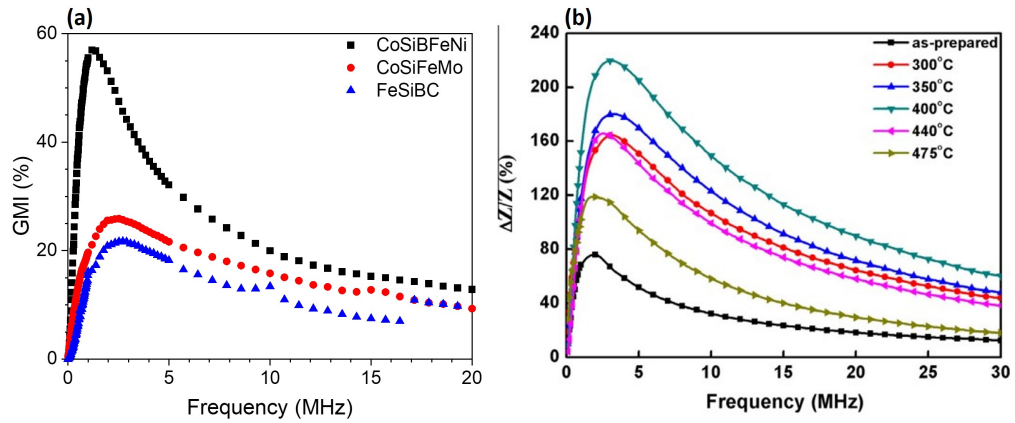 (a)
60
40
20
0
GMI (%)
CoSiBFeNi
CoSiFeMo
FeSiBC
0 5 10 15 20
Frequency (MHz)
(b)
240
200
160
120
80
40
0
ΔZ/Z (%)
as-prepared
300°C
350°C
400°C
440°C
475°C
0 5 10 15 20 25 30
Frequency (MHz)